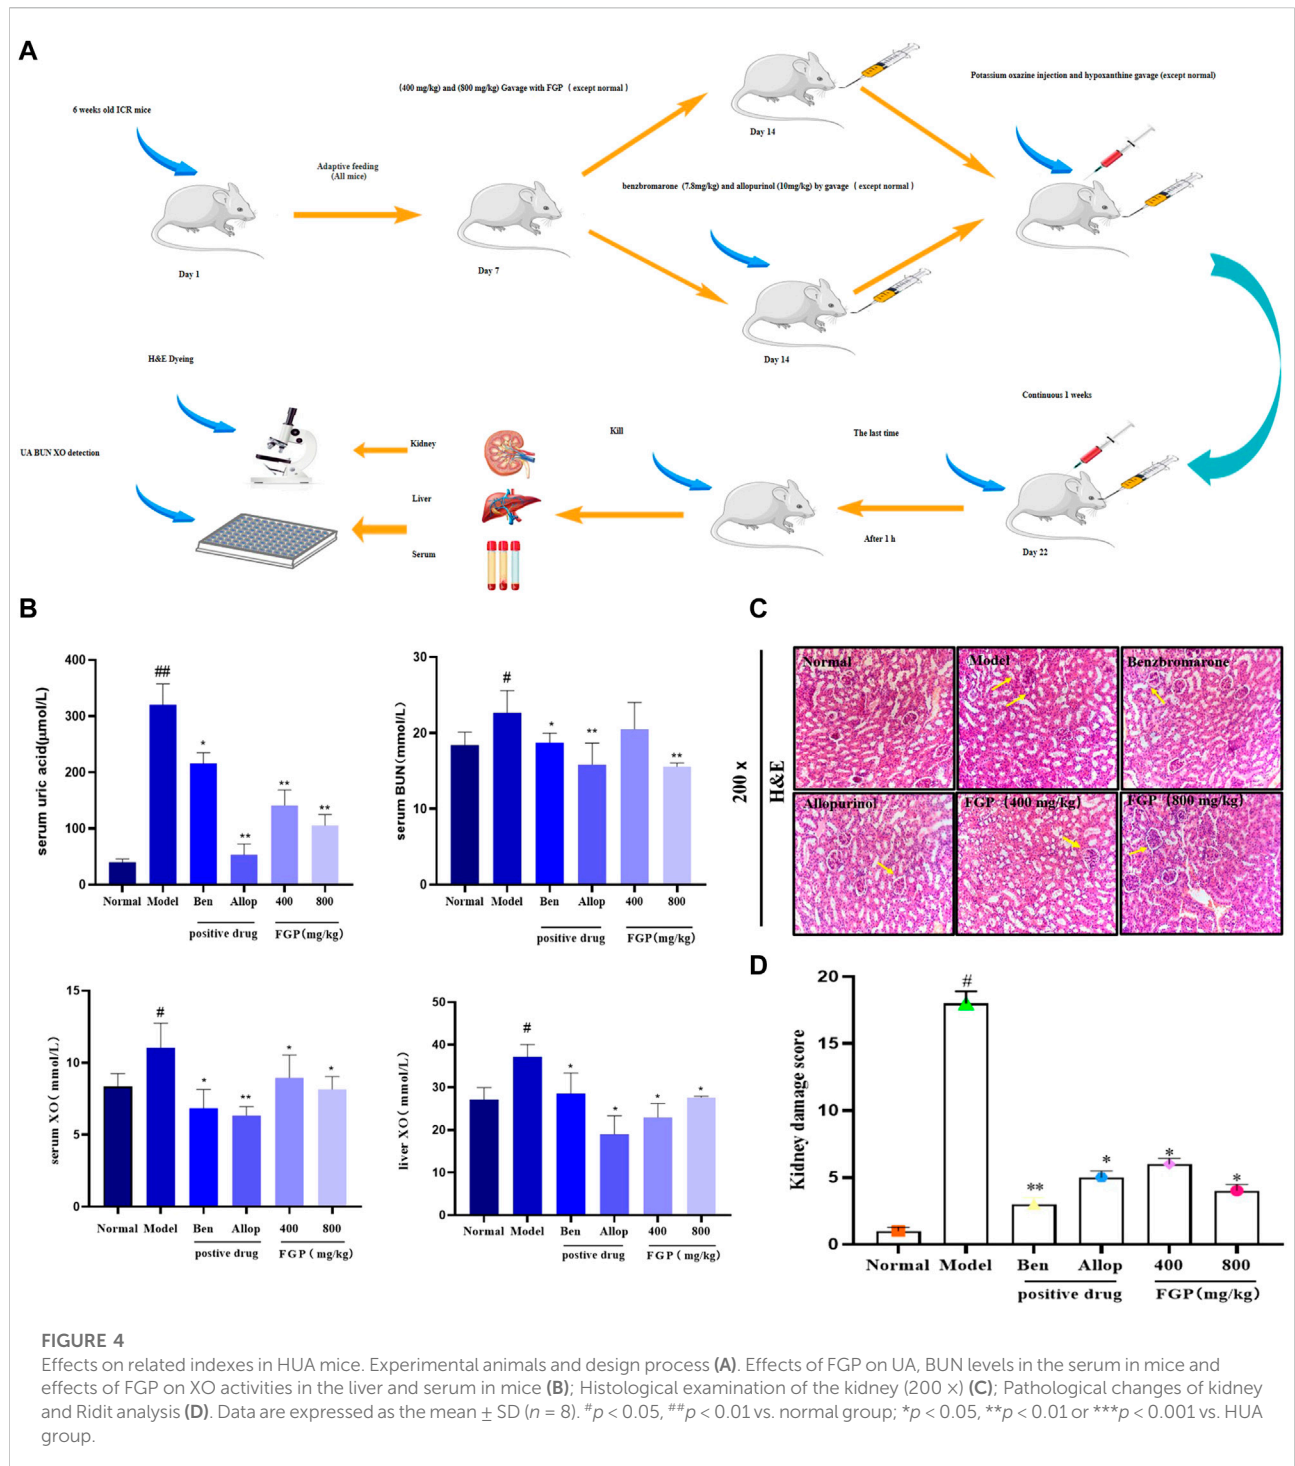 A
6 weeks old ICR mice
(400 mg/kg) and (800 mg/kg) Gavage with FGP ( except normal )
Potassium oxazine injection and hypoxanthine gavage (except normal)
Day 14
Adaptive feeding
(All mice)
benzbromarone (7.8mg/kg) and allopurinol (10mg/kg) by gavage ( except normal )
Day 1
Day 7
Day 14
H&E Dyeing
Continuous 1 weeks
UA BUN XO detection
Kidney
Kill
The last time
Liver
Serum
After 1 h
Day 22
B
serum uric acid(μmol/L)
400
300
200
100
0
##
*
**
**
**
Normal Model Ben Allop 400 800
positive drug FGP(mg/kg)
serum BUN(mmol/L)
30
20
10
0
#
*
**
**
Normal Model Ben Allop 400 800
positive drug FGP(mg/kg)
serum XO( mmol/L)
15
10
5
0
#
*
**
*
*
Normal Model Ben Allop 400 800
postive drug FGP( mg/kg)
liver XO( mmol/L)
50
40
30
20
10
0
#
*
*
*
*
Normal Model Ben Allop 400 800
postive drug FGP( mg/kg)
C
200 x
H&E
Normal
Model
Benzbromarone
Allopurinol
FGP (400 mg/kg)
FGP (800 mg/kg)
D
Kidney damage score
20
15
10
5
0
#
**
*
*
*
Normal Model Ben Allop 400 800
positive drug FGP(mg/kg)
FIGURE 4
Effects on related indexes in HUA mice. Experimental animals and design process (A). Effects of FGP on UA, BUN levels in the serum in mice and
effects of FGP on XO activities in the liver and serum in mice (B); Histological examination of the kidney (200 ×) (C); Pathological changes of kidney
and Ridit analysis (D). Data are expressed as the mean ± SD (n = 8). #p < 0.05, ##p < 0.01 vs. normal group; *p < 0.05, **p < 0.01 or ***p < 0.001 vs. HUA
group.